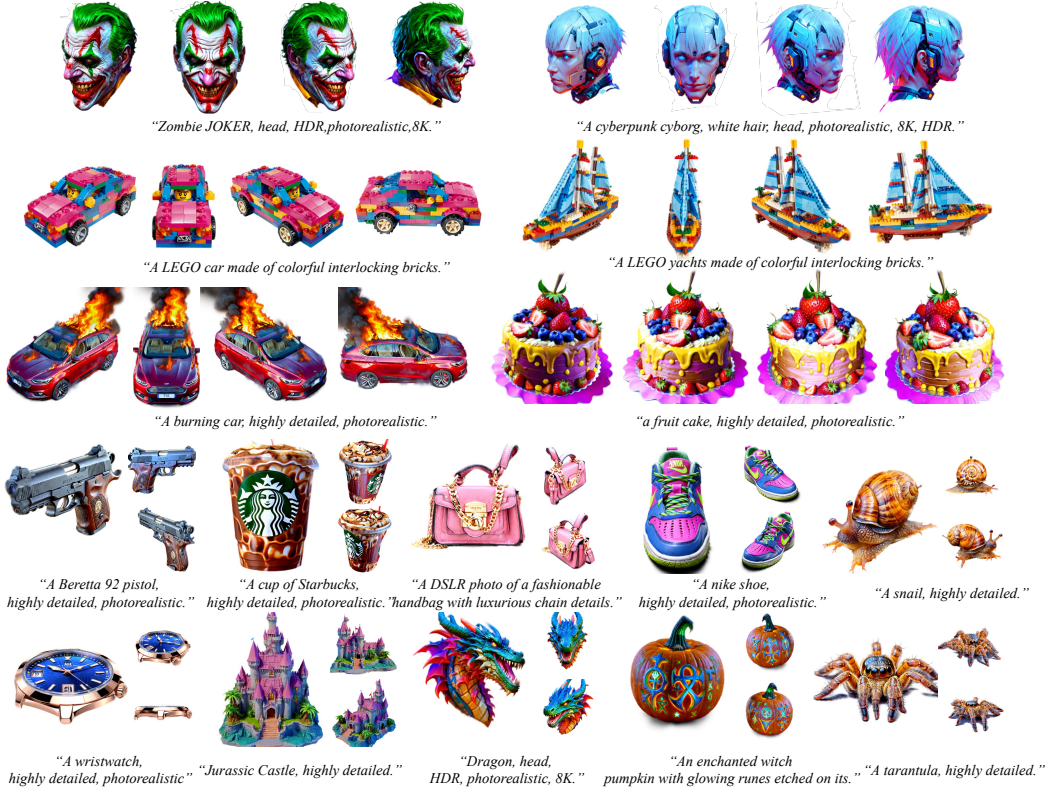 “Zombie JOKER, head, HDR,photorealistic,8K.”
“A cyberpunk cyborg, white hair, head, photorealistic, 8K, HDR.”
“A LEGO car made of colorful interlocking bricks.”
“A LEGO yachts made of colorful interlocking bricks.”
“A burning car, highly detailed, photorealistic.”
“a fruit cake, highly detailed, photorealistic.”
“A Beretta 92 pistol,
highly detailed, photorealistic.”
“A cup of Starbucks,
highly detailed, photorealistic.”
“A DSLR photo of a fashionable
handbag with luxurious chain details.”
“A nike shoe,
highly detailed, photorealistic.”
“A snail, highly detailed.”
“A wristwatch,
highly detailed, photorealistic”
“Jurassic Castle, highly detailed.”
“Dragon, head,
HDR, photorealistic, 8K.”
“An enchanted witch
pumpkin with glowing runes etched on its.”
“A tarantula, highly detailed.”